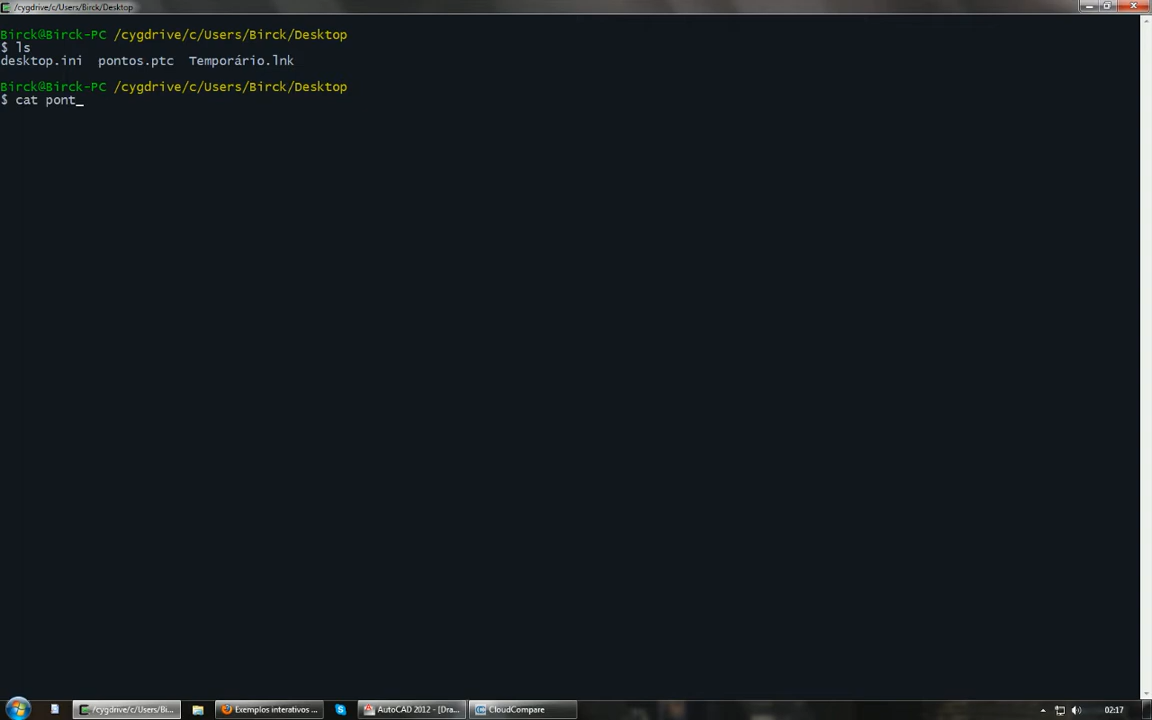 /cygdrive/c/Users/Birck/Desktop
Birck@Birck-PC /cygdrive/c/Users/Birck/Desktop
$ ls
desktop.ini  pontos.ptc  Temporário.lnk
Birck@Birck-PC /cygdrive/c/Users/Birck/Desktop
$ cat pont_
/cygdrive/c/Users/Bi... Exemplos interativos ... AutoCAD 2012 - [Dra... CloudCompare 02:17